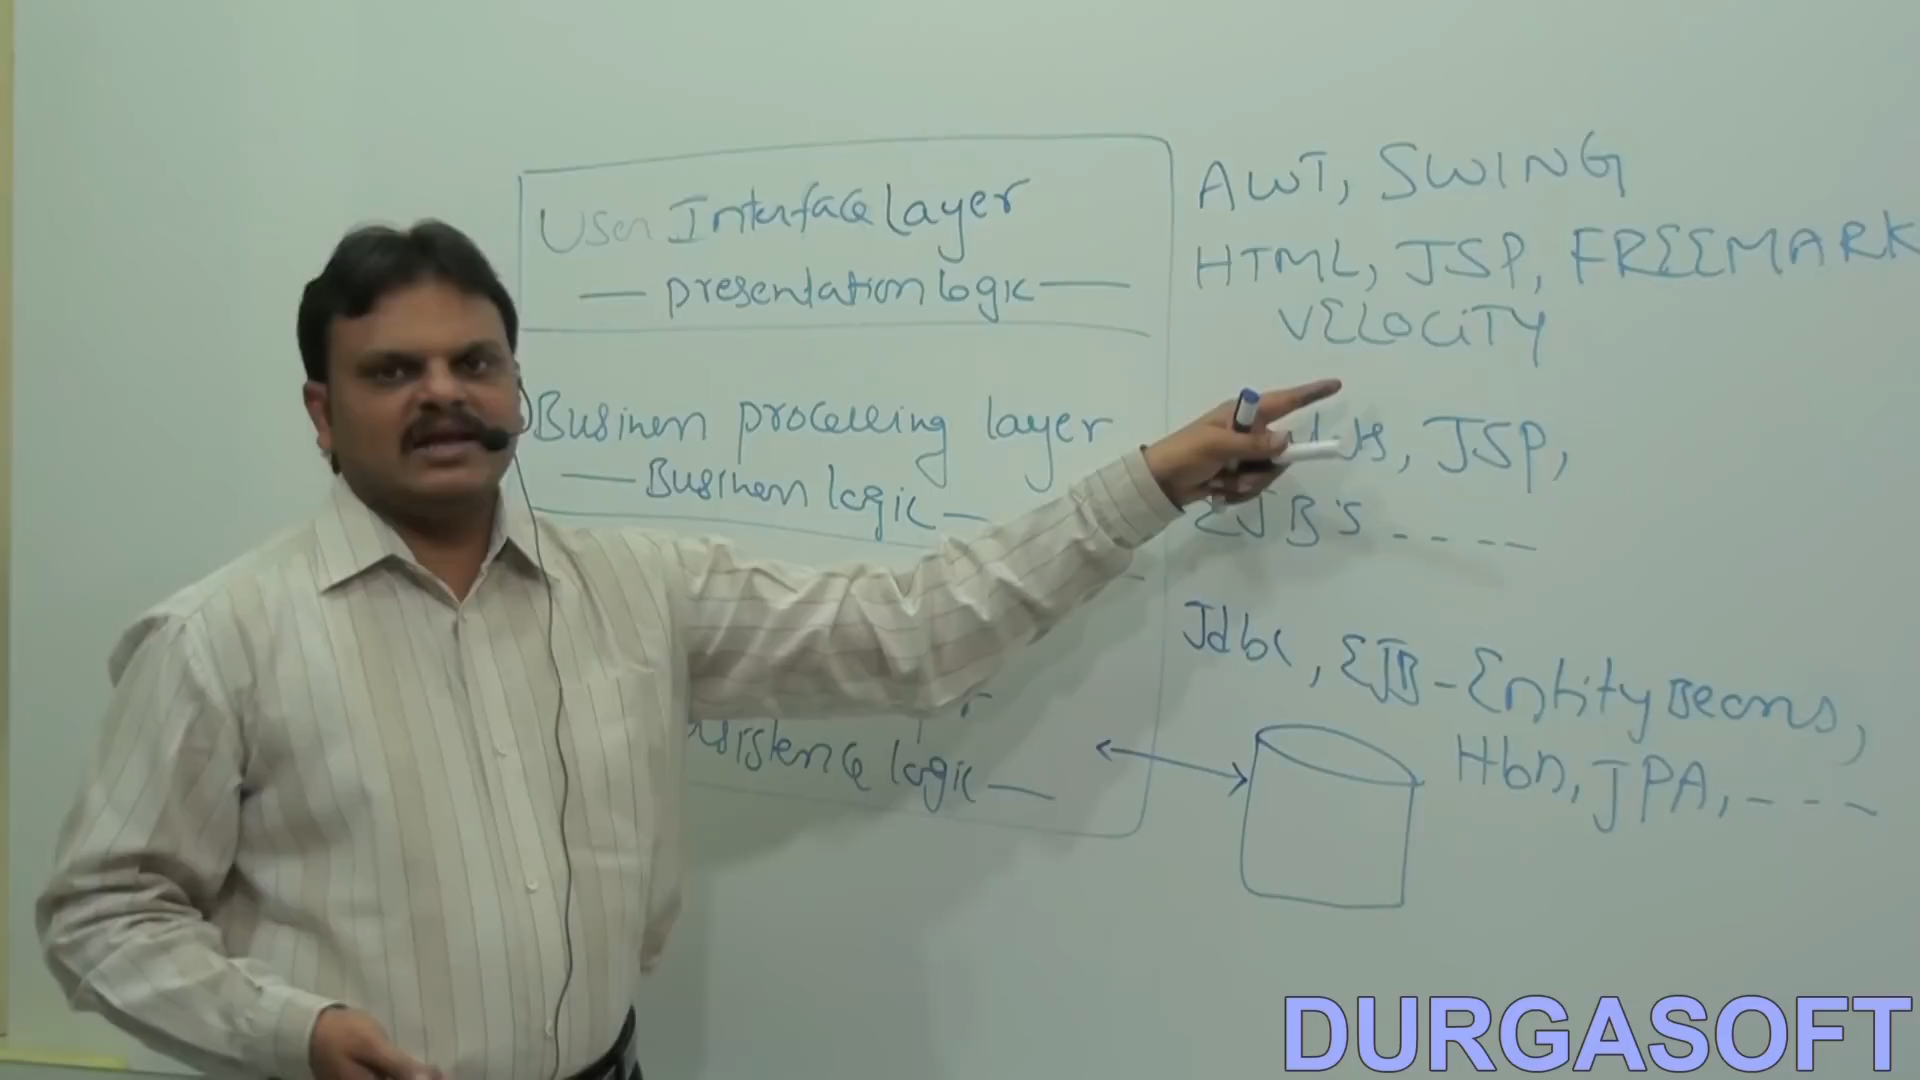 User Interface Layer
— presentation logic —
Business processing layer
— Business logic —
logic —
AWT, SWING
HTML, JSP, FREEMARK
VELOCITY
JSP,
EJB's - - - -
Jdbc, EJB - Entity Beans,
Hbn, JPA, - - -
DURGASOFT